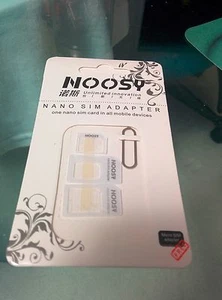 NOOSY
诺斯
Unlimited innovation
NANO SIM ADAPTER
one nano sim card in all mobile devices
NOOSY
NOOSY
NOOSY